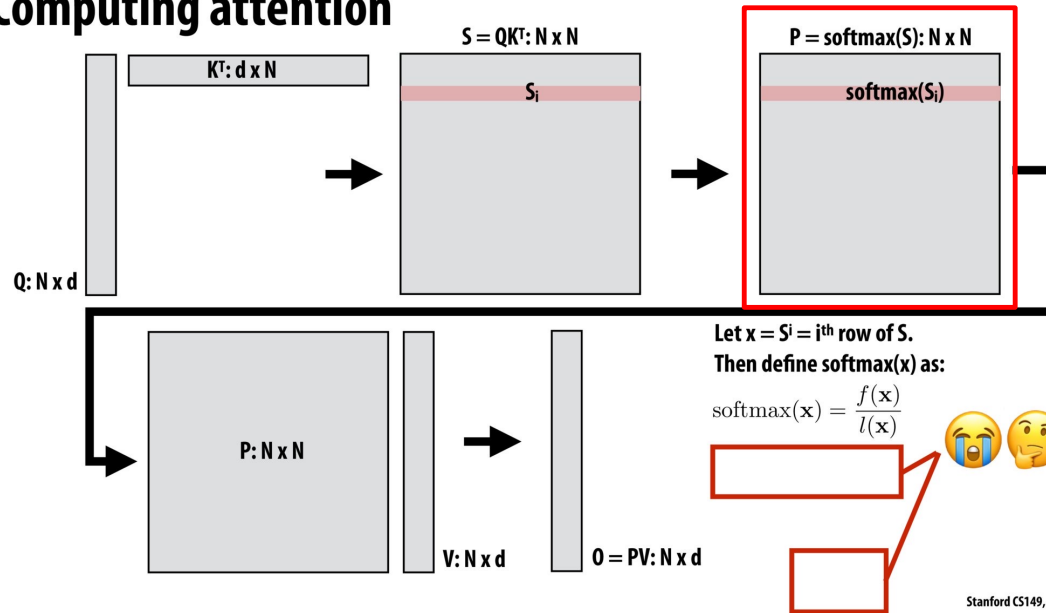 Computing attention
S = QKᵀ: N x N
P = softmax(S): N x N
Kᵀ: d x N
Sᵢ
softmax(Sᵢ)
Q: N x d
Let x = Sⁱ = iᵗʰ row of S.
Then define softmax(x) as:
softmax(x) = f(x) / l(x)
P: N x N
V: N x d
O = PV: N x d
Stanford CS149,